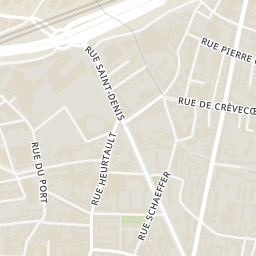 RUE PIERRE
RUE SAINT-DENIS
RUE DE CRÈVECŒ
RUE HEURTAULT
RUE DU PORT
RUE SCHAEFFER